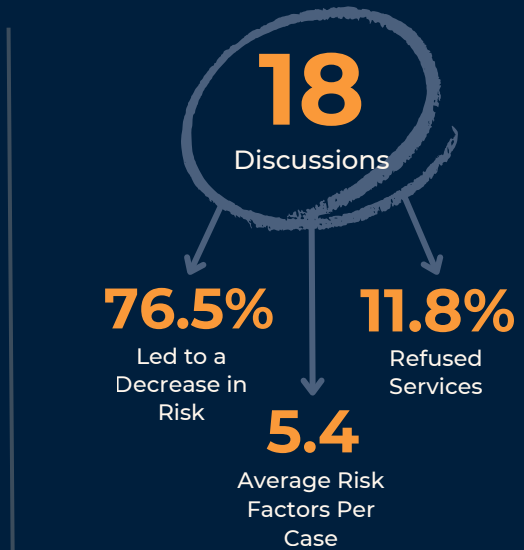 18
Discussions
76.5%
Led to a
Decrease in
Risk
11.8%
Refused
Services
5.4
Average Risk
Factors Per
Case